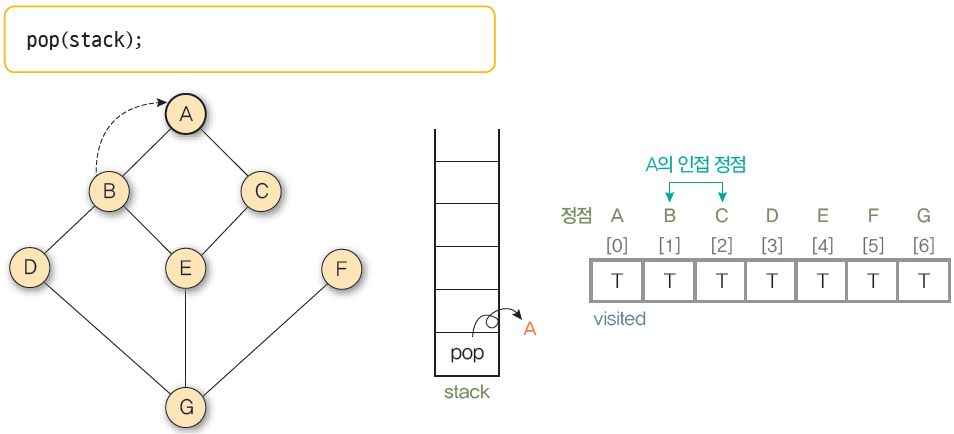 pop(stack);
A
B
C
D
E
F
G
pop
A
stack
A의 인접 정점
정점 A B C D E F G
[0] [1] [2] [3] [4] [5] [6]
T T T T T T T
visited